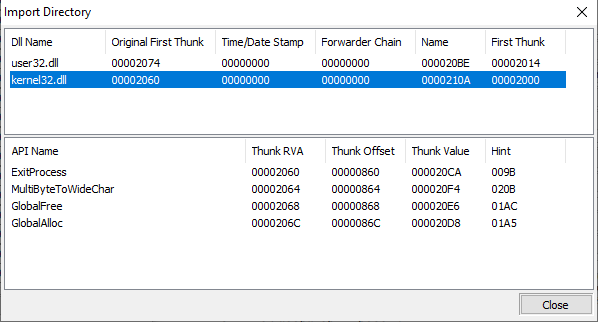 Import Directory
Dll Name Original First Thunk Time/Date Stamp Forwarder Chain Name First Thunk
user32.dll 00002074 00000000 00000000 000020BE 00002014
kernel32.dll 00002060 00000000 00000000 0000210A 00002000
API Name Thunk RVA Thunk Offset Thunk Value Hint
ExitProcess 00002060 00000860 000020CA 009B
MultiByteToWideChar 00002064 00000864 000020F4 020B
GlobalFree 00002068 00000868 000020E6 01AC
GlobalAlloc 0000206C 0000086C 000020D8 01A5
Close